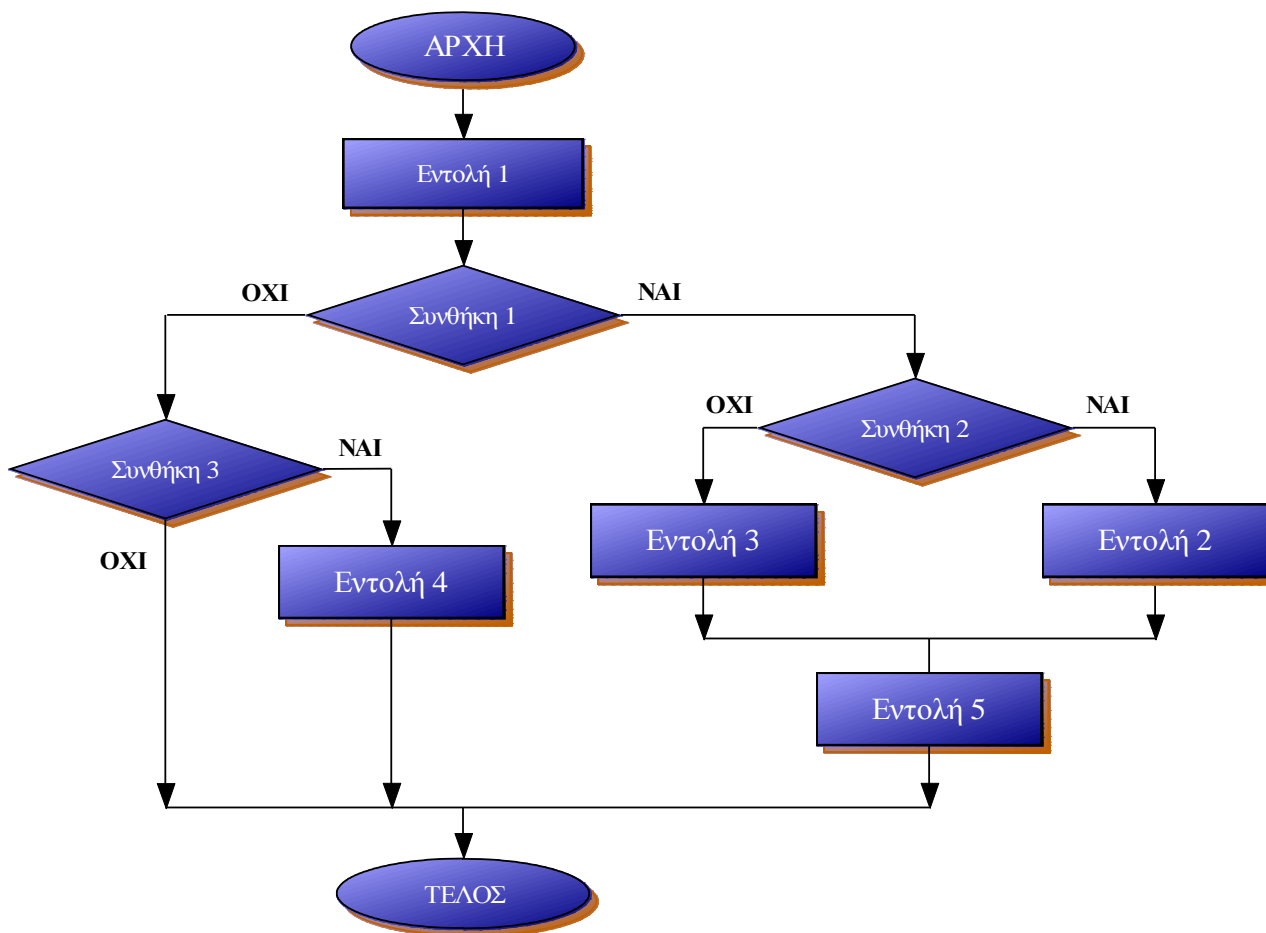 ΑΡΧΗ
Εντολή 1
ΟΧΙ
ΝΑΙ
Συνθήκη 1
ΟΧΙ
ΝΑΙ
Συνθήκη 2
ΝΑΙ
Συνθήκη 3
ΟΧΙ
Εντολή 3
Εντολή 2
Εντολή 4
Εντολή 5
ΤΕΛΟΣ